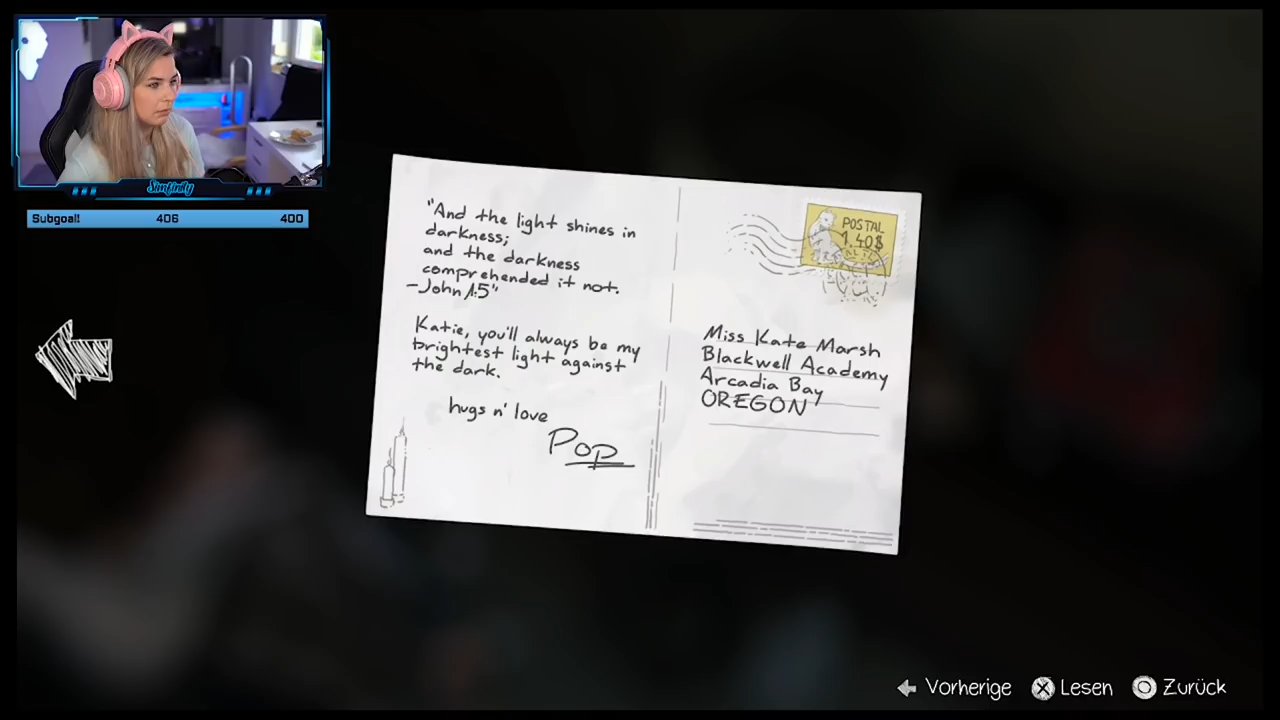 Simfinity
Subgoal! 406 400
"And the light shines in
darkness;
and the darkness
comprehended it not.
-John 1:5"
Katie, you'll always be my
brightest light against
the dark.
hugs n' love
POP
POSTAL
1.40$
Miss Kate Marsh
Blackwell Academy
Arcadia Bay
OREGON
Vorherige
Lesen
Zurück